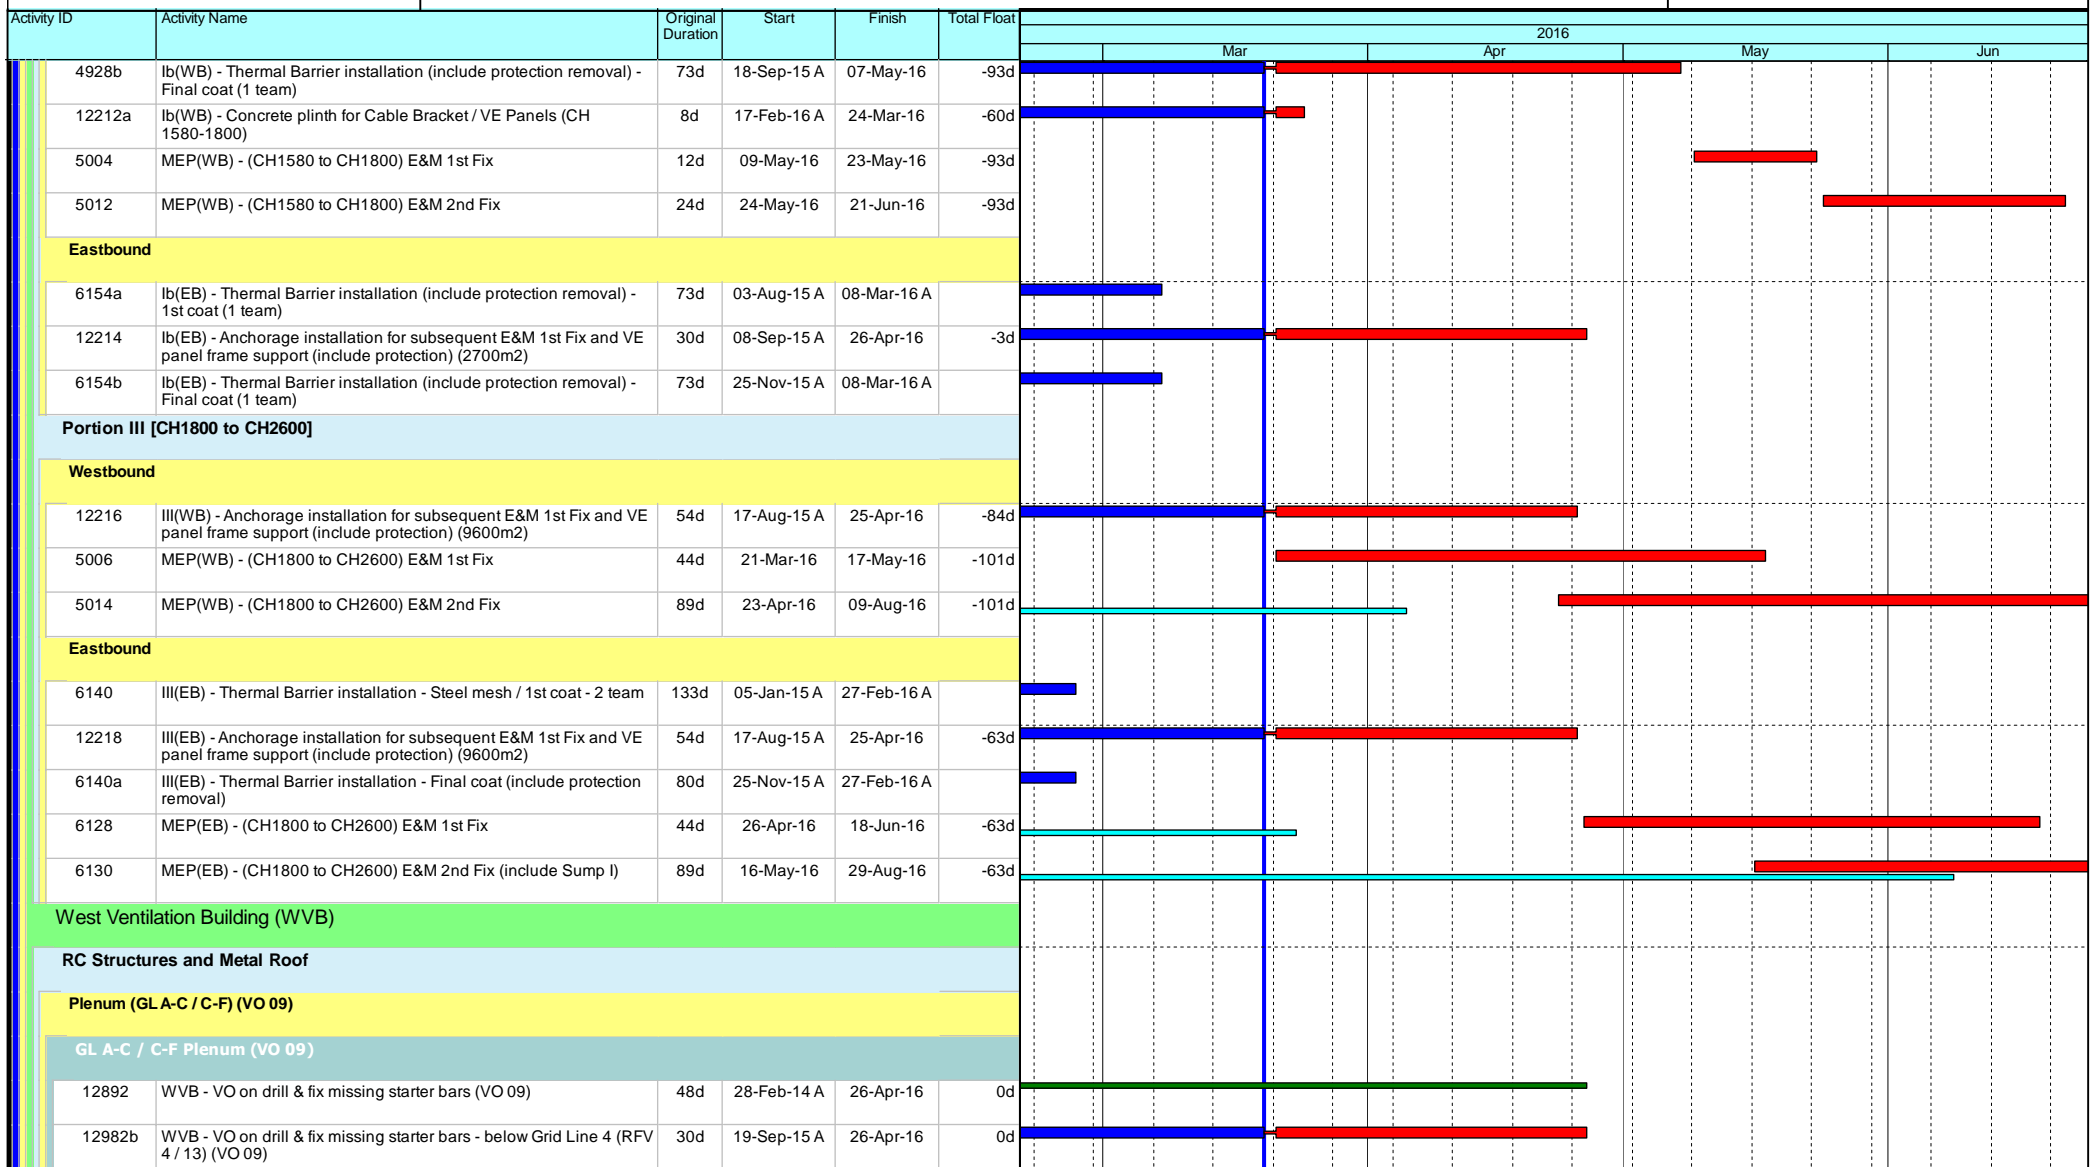 Activity ID Activity Name Original Duration Start Finish Total Float
2016
Mar Apr May Jun
4928b Ib(WB) - Thermal Barrier installation (include protection removal) - 73d 18-Sep-15 A 07-May-16 -93d
Final coat (1 team)
12212a Ib(WB) - Concrete plinth for Cable Bracket / VE Panels (CH 8d 17-Feb-16 A 24-Mar-16 -60d
1580-1800)
5004 MEP(WB) - (CH1580 to CH1800) E&M 1st Fix 12d 09-May-16 23-May-16 -93d
5012 MEP(WB) - (CH1580 to CH1800) E&M 2nd Fix 24d 24-May-16 21-Jun-16 -93d
Eastbound
6154a Ib(EB) - Thermal Barrier installation (include protection removal) - 73d 03-Aug-15 A 08-Mar-16 A
1st coat (1 team)
12214 Ib(EB) - Anchorage installation for subsequent E&M 1st Fix and VE 30d 08-Sep-15 A 26-Apr-16 -3d
panel frame support (include protection) (2700m2)
6154b Ib(EB) - Thermal Barrier installation (include protection removal) - 73d 25-Nov-15 A 08-Mar-16 A
Final coat (1 team)
Portion III [CH1800 to CH2600]
Westbound
12216 III(WB) - Anchorage installation for subsequent E&M 1st Fix and VE 54d 17-Aug-15 A 25-Apr-16 -84d
panel frame support (include protection) (9600m2)
5006 MEP(WB) - (CH1800 to CH2600) E&M 1st Fix 44d 21-Mar-16 17-May-16 -101d
5014 MEP(WB) - (CH1800 to CH2600) E&M 2nd Fix 89d 23-Apr-16 09-Aug-16 -101d
Eastbound
6140 III(EB) - Thermal Barrier installation - Steel mesh / 1st coat - 2 team 133d 05-Jan-15 A 27-Feb-16 A
12218 III(EB) - Anchorage installation for subsequent E&M 1st Fix and VE 54d 17-Aug-15 A 25-Apr-16 -63d
panel frame support (include protection) (9600m2)
6140a III(EB) - Thermal Barrier installation - Final coat (include protection 80d 25-Nov-15 A 27-Feb-16 A
removal)
6128 MEP(EB) - (CH1800 to CH2600) E&M 1st Fix 44d 26-Apr-16 18-Jun-16 -63d
6130 MEP(EB) - (CH1800 to CH2600) E&M 2nd Fix (include Sump I) 89d 16-May-16 29-Aug-16 -63d
West Ventilation Building (WVB)
RC Structures and Metal Roof
Plenum (GL A-C / C-F) (VO 09)
GL A-C / C-F Plenum (VO 09)
12892 WVB - VO on drill & fix missing starter bars (VO 09) 48d 28-Feb-14 A 26-Apr-16 0d
12982b WVB - VO on drill & fix missing starter bars - below Grid Line 4 (RFV 30d 19-Sep-15 A 26-Apr-16 0d
4 / 13) (VO 09)